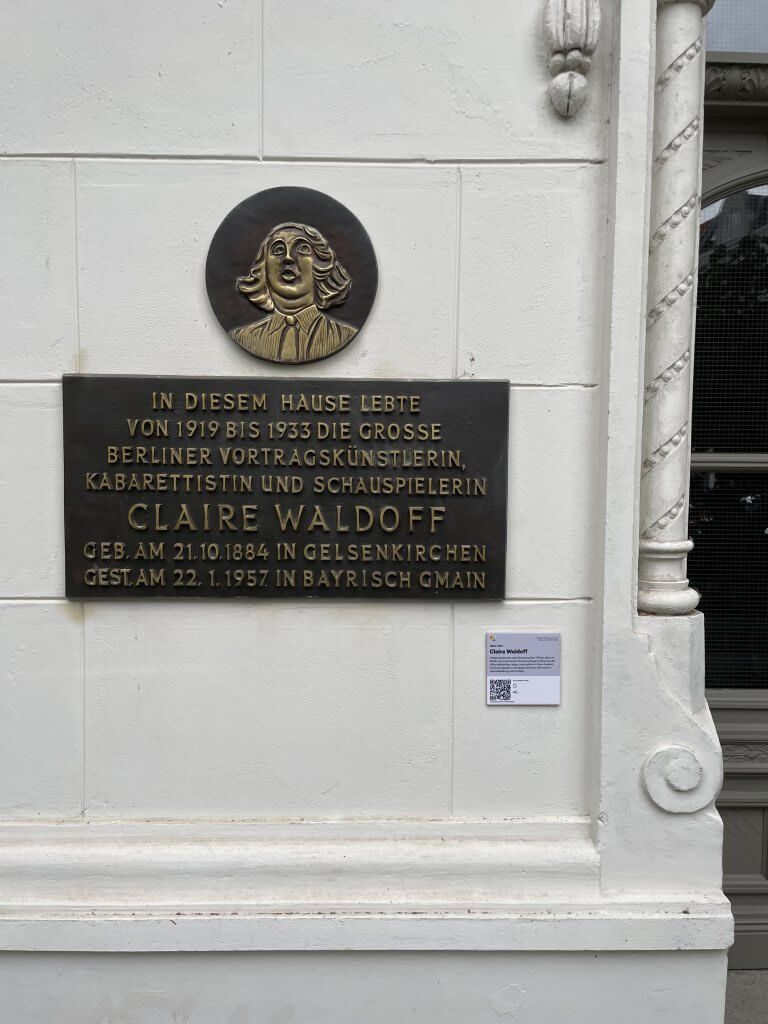 IN DIESEM HAUSE LEBTE
VON 1919 BIS 1933 DIE GROSSE
BERLINER VORTRAGSKÜNSTLERIN,
KABARETTISTIN UND SCHAUSPIELERIN
CLAIRE WALDOFF
GEB. AM 21.10.1884 IN GELSENKIRCHEN
GEST. AM 22.1.1957 IN BAYRISCH GMAIN
Claire Waldoff